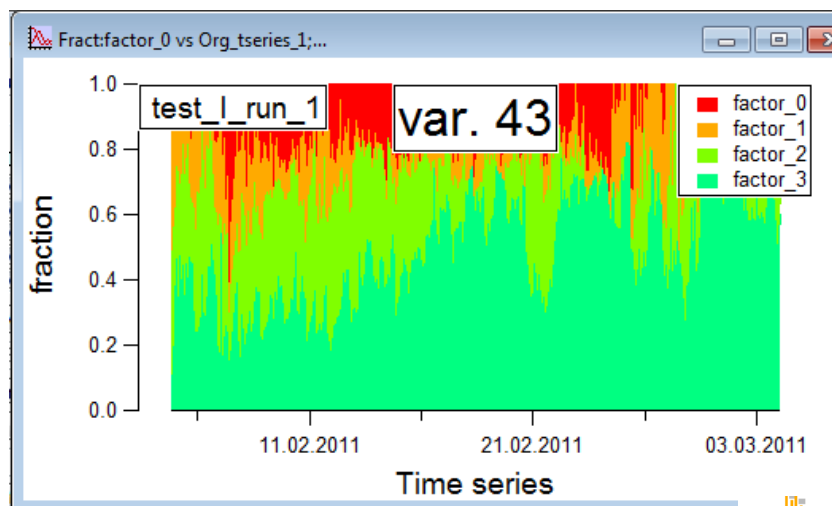 Fract:factor_0 vs Org_tseries_1;...
1.0
0.8
0.6
0.4
0.2
0.0
fraction
test_I_run_1
var. 43
factor_0
factor_1
factor_2
factor_3
11.02.2011
21.02.2011
03.03.2011
Time series